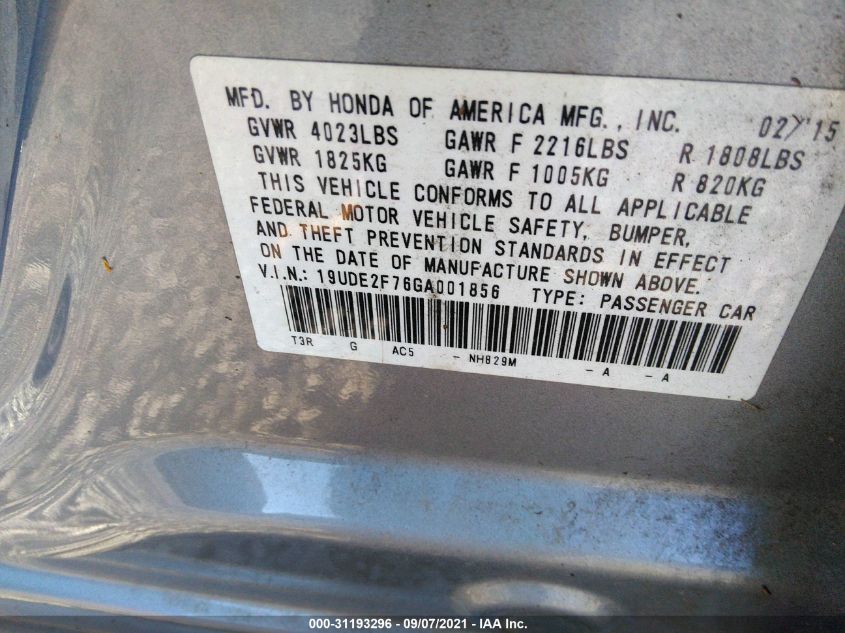 MFD. BY HONDA OF AMERICA MFG., INC. 02/'15
GVWR 4023LBS GAWR F 2216LBS R 1808LBS
GVWR 1825KG GAWR F 1005KG R 820KG
THIS VEHICLE CONFORMS TO ALL APPLICABLE
FEDERAL MOTOR VEHICLE SAFETY, BUMPER,
AND THEFT PREVENTION STANDARDS IN EFFECT
ON THE DATE OF MANUFACTURE SHOWN ABOVE.
V.I.N.: 19UDE2F76GA001856 TYPE: PASSENGER CAR
T3R G AC5 - NH829M - A - A
000-31193296 - 09/07/2021 - IAA Inc.